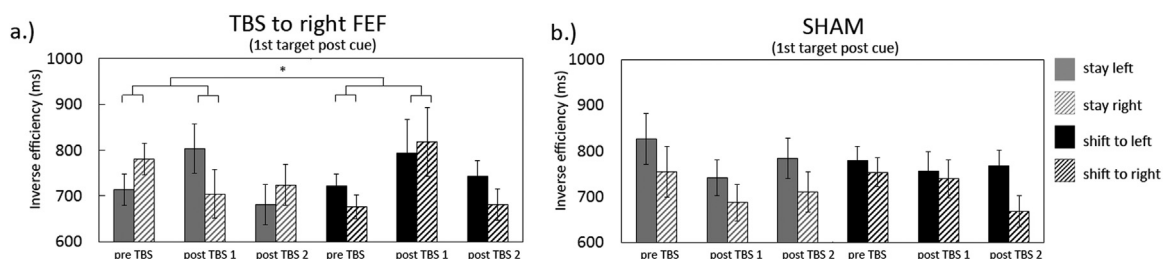 a.)
TBS to right FEF
(1st target post cue)
*
Inverse efficiency (ms)
1000
900
800
700
600
pre TBS post TBS 1 post TBS 2 pre TBS post TBS 1 post TBS 2
b.)
SHAM
(1st target post cue)
Inverse efficiency (ms)
1000
900
800
700
600
pre TBS post TBS 1 post TBS 2 pre TBS post TBS 1 post TBS 2
stay left
stay right
shift to left
shift to right